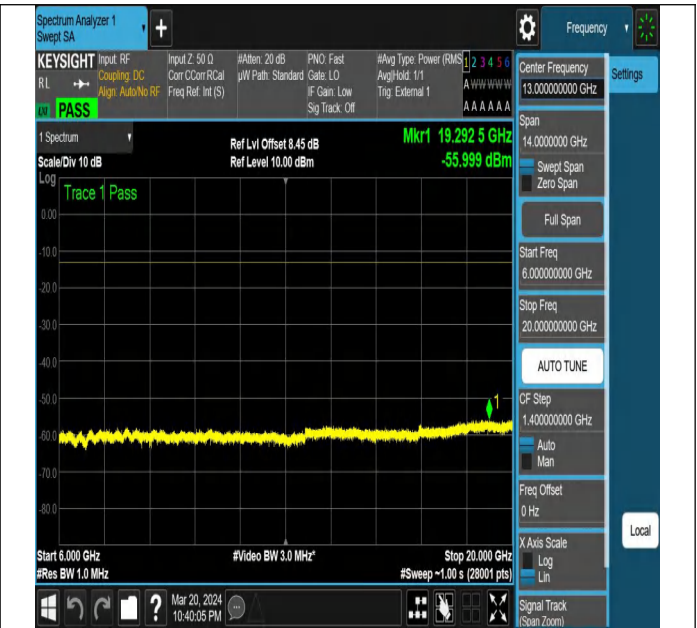 Spectrum Analyzer 1
Swept SA
+
Frequency
KEYSIGHT
RL
PASS
Input: RF
Coupling: DC
Align: Auto/No RF
Input Z: 50 Ω
Corr CCorr RCal
Freq Ref: Int (S)
#Atten: 20 dB
µW Path: Standard
PNO: Fast
Gate: LO
IF Gain: Low
Sig Track: Off
#Avg Type: Power (RMS
Avg|Hold: 1/1
Trig: External 1
1 2 3 4 5 6
A W W W W W
A A A A A A
1 Spectrum
Scale/Div 10 dB
Ref Lvl Offset 8.45 dB
Ref Level 10.00 dBm
Mkr1 19.292 5 GHz
-55.999 dBm
Log
Trace 1 Pass
0.00
-10.0
-20.0
-30.0
-40.0
-50.0
-60.0
-70.0
-80.0
1
Start 6.000 GHz
#Res BW 1.0 MHz
#Video BW 3.0 MHz*
Stop 20.000 GHz
#Sweep ~1.00 s (28001 pts)
?
Mar 20, 2024
10:40:05 PM
Center Frequency
13.000000000 GHz
Settings
Span
14.0000000 GHz
Swept Span
Zero Span
Full Span
Start Freq
6.000000000 GHz
Stop Freq
20.000000000 GHz
AUTO TUNE
CF Step
1.400000000 GHz
Auto
Man
Freq Offset
0 Hz
X Axis Scale
Log
Lin
Local
Signal Track
(Span Zoom)